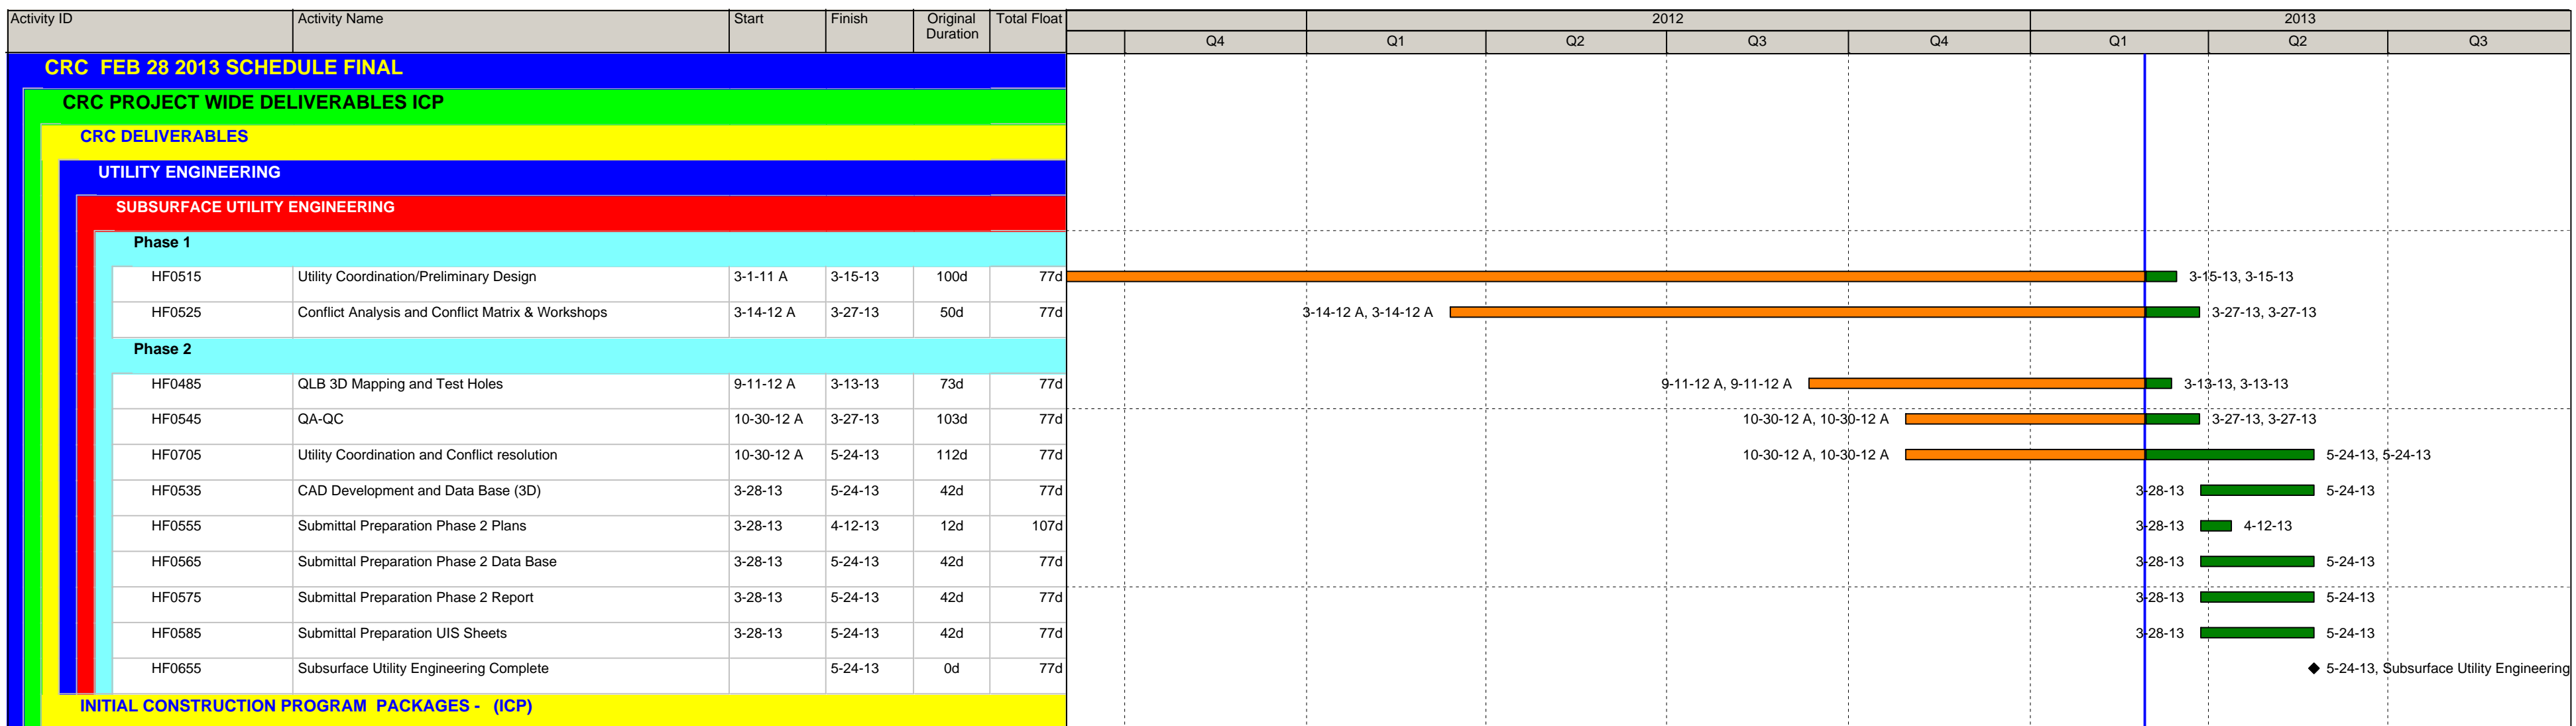 Activity ID Activity Name Start Finish Original Duration Total Float 2012 2013
Q4 Q1 Q2 Q3 Q4 Q1 Q2 Q3
CRC FEB 28 2013 SCHEDULE FINAL
CRC PROJECT WIDE DELIVERABLES ICP
CRC DELIVERABLES
UTILITY ENGINEERING
SUBSURFACE UTILITY ENGINEERING
Phase 1
HF0515 Utility Coordination/Preliminary Design 3-1-11 A 3-15-13 100d 77d 3-15-13, 3-15-13
HF0525 Conflict Analysis and Conflict Matrix & Workshops 3-14-12 A 3-27-13 50d 77d 3-14-12 A, 3-14-12 A 3-27-13, 3-27-13
Phase 2
HF0485 QLB 3D Mapping and Test Holes 9-11-12 A 3-13-13 73d 77d 9-11-12 A, 9-11-12 A 3-13-13, 3-13-13
HF0545 QA-QC 10-30-12 A 3-27-13 103d 77d 10-30-12 A, 10-30-12 A 3-27-13, 3-27-13
HF0705 Utility Coordination and Conflict resolution 10-30-12 A 5-24-13 112d 77d 10-30-12 A, 10-30-12 A 5-24-13, 5-24-13
HF0535 CAD Development and Data Base (3D) 3-28-13 5-24-13 42d 77d 3-28-13 5-24-13
HF0555 Submittal Preparation Phase 2 Plans 3-28-13 4-12-13 12d 107d 3-28-13 4-12-13
HF0565 Submittal Preparation Phase 2 Data Base 3-28-13 5-24-13 42d 77d 3-28-13 5-24-13
HF0575 Submittal Preparation Phase 2 Report 3-28-13 5-24-13 42d 77d 3-28-13 5-24-13
HF0585 Submittal Preparation UIS Sheets 3-28-13 5-24-13 42d 77d 3-28-13 5-24-13
HF0655 Subsurface Utility Engineering Complete 5-24-13 0d 77d 5-24-13, Subsurface Utility Engineering
INITIAL CONSTRUCTION PROGRAM PACKAGES - (ICP)